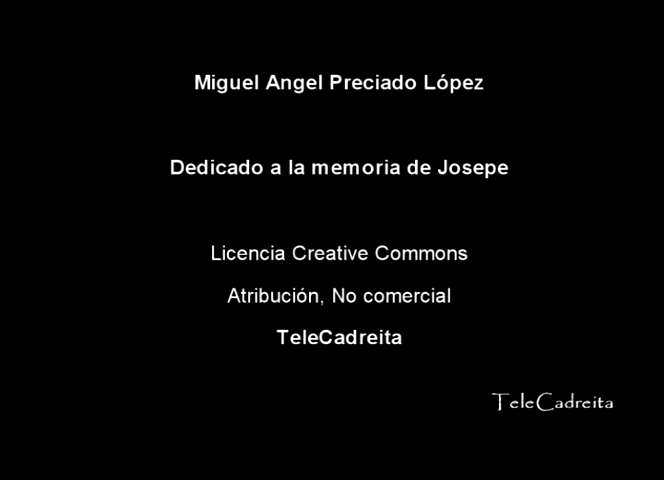 Miguel Angel Preciado López
Dedicado a la memoria de Josepe
Licencia Creative Commons
Atribución, No comercial
TeleCadreita
TeleCadreita